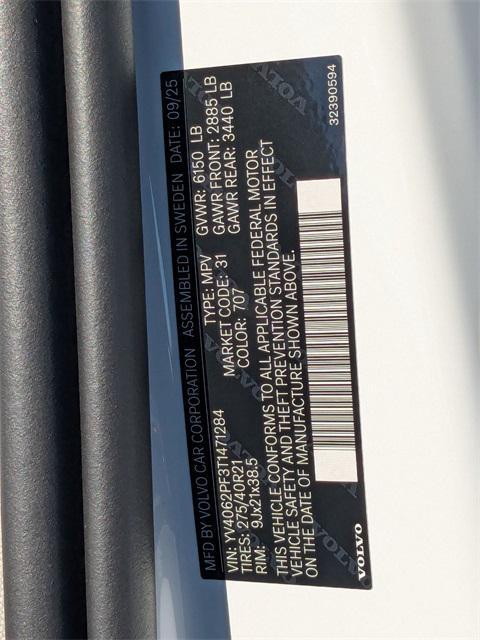 MFD BY VOLVO CAR CORPORATION ASSEMBLED IN SWEDEN DATE: 09/25
VIN: YV4062PF3T1471284 TYPE: MPV GVWR: 6150 LB
TIRES: 275/40R21 MARKET CODE: 31 GAWR FRONT: 2885 LB
RIM: 9Jx21x38.5 COLOR: 707 GAWR REAR: 3440 LB
THIS VEHICLE CONFORMS TO ALL APPLICABLE FEDERAL MOTOR
VEHICLE SAFETY AND THEFT PREVENTION STANDARDS IN EFFECT
ON THE DATE OF MANUFACTURE SHOWN ABOVE.
VOLVO 32390594